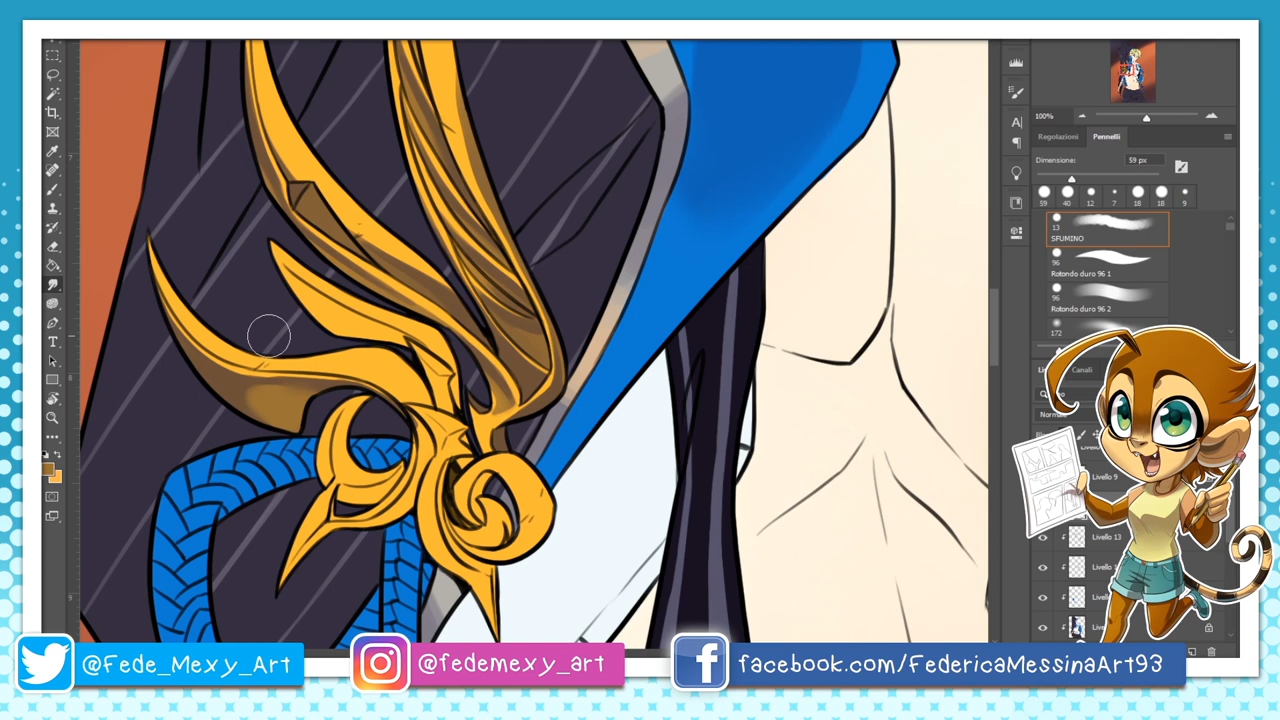 100%
Regolazioni Pennelli
Dimensione: 59 px
59 40 12 7 18 18 9
13
SFUMINO
96
Rotondo duro 96 1
96
Rotondo duro 96 2
172
Canali
Livello 9
Livello 13
@Fede_Mexy_Art
@fedemexy_art
facebook.com/FedericaMessinaArt93